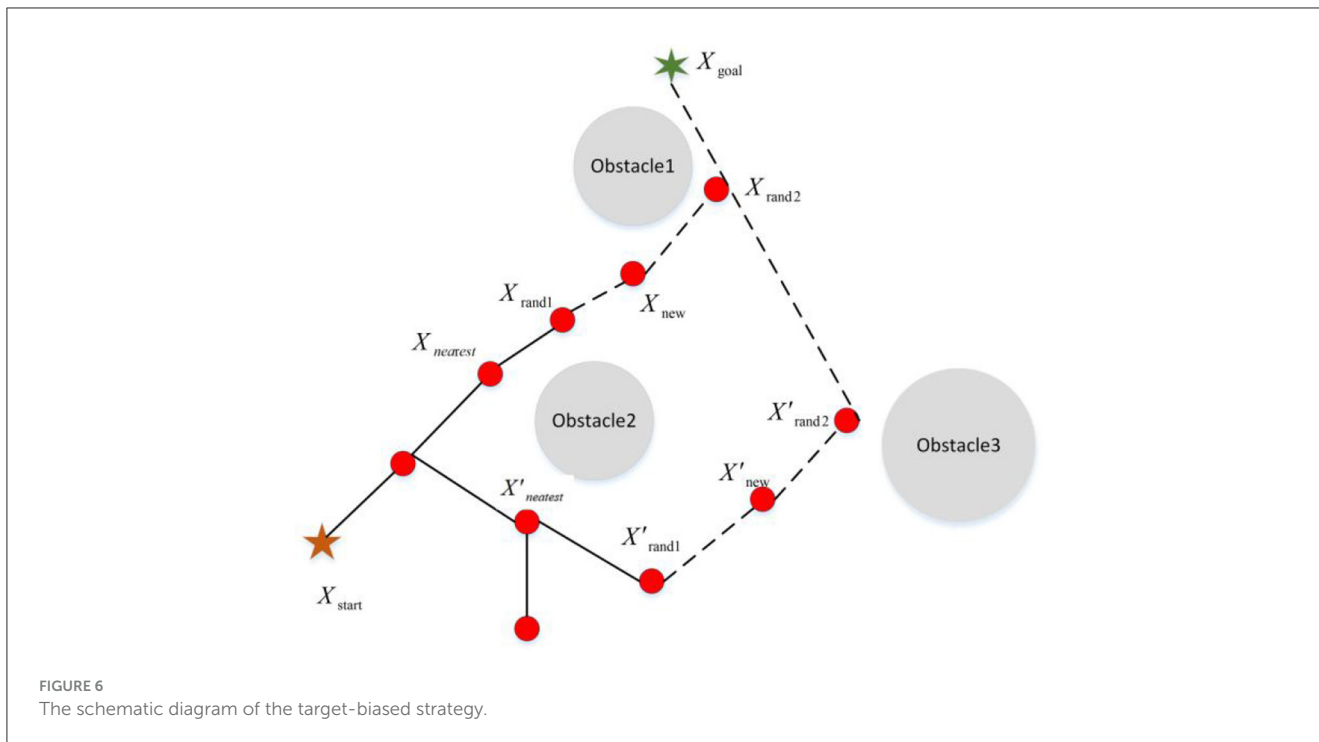 X goal
Obstacle1
X rand2
X rand1
X new
X nearest
Obstacle2
X' rand2
Obstacle3
X' new
X' neatest
X' rand1
X start
FIGURE 6
The schematic diagram of the target-biased strategy.